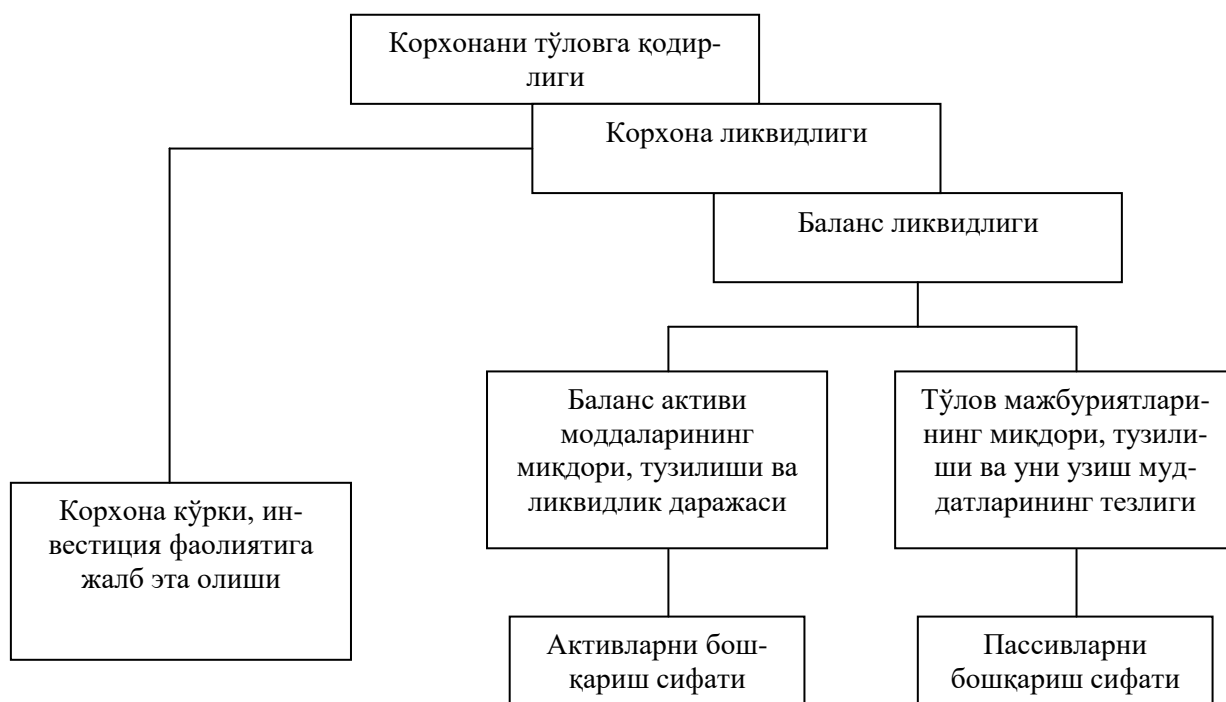 Корхонани тўловга қодир-
лиги
Корхона ликвидлиги
Баланс ликвидлиги
Баланс активи
моддаларининг
миқдори, тузилиши ва
ликвидлик даражаси
Тўлов мажбуриятлари-
нинг миқдори, тузили-
ши ва уни узиш муд-
датларининг тезлиги
Корхона кўрки, ин-
вестиция фаолиятига
жалб эта олиши
Активларни бош-
қариш сифати
Пассивларни
бошқариш сифати